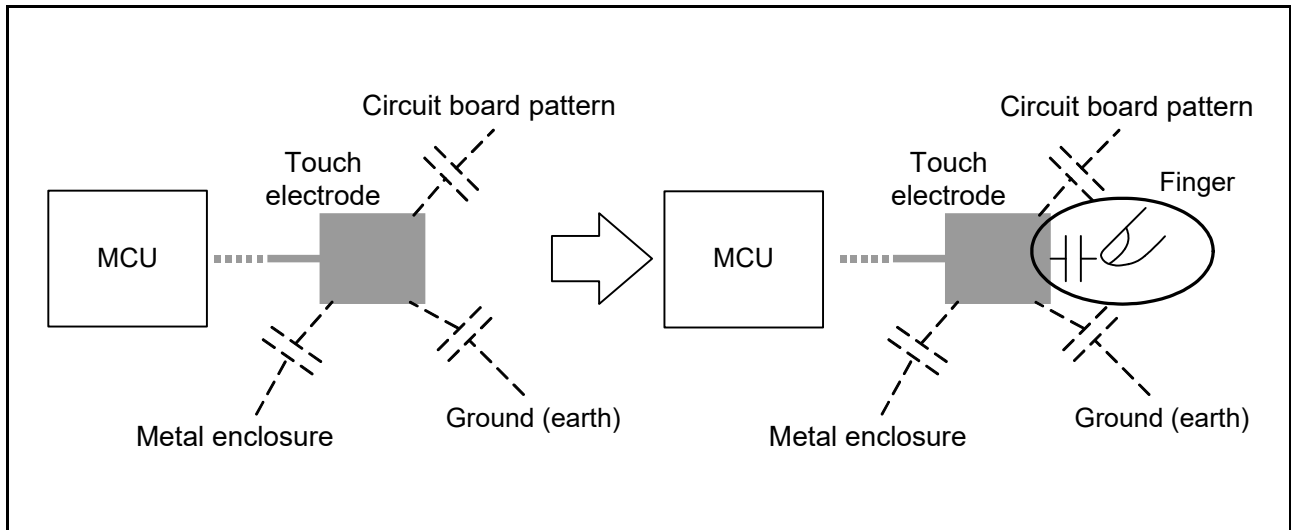 Circuit board pattern
Touch
electrode
MCU
Metal enclosure
Ground (earth)
Circuit board pattern
Touch
electrode
Finger
MCU
Metal enclosure
Ground (earth)